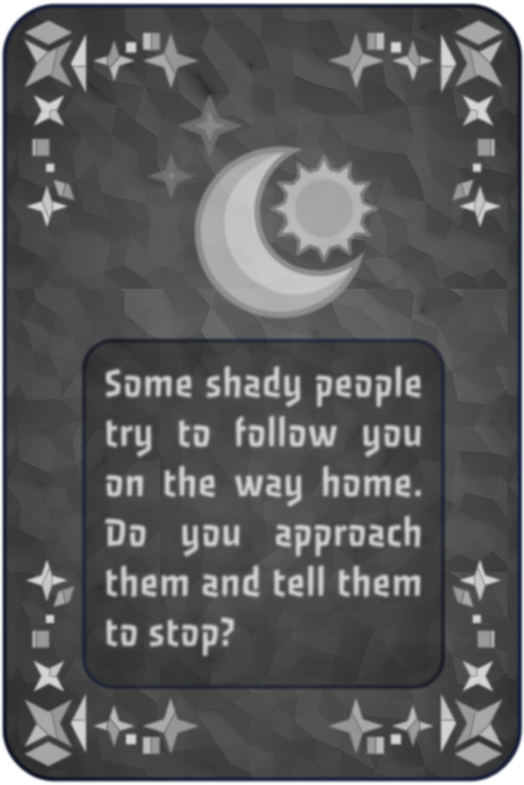 Some shady people
try to follow you
on the way home.
Do you approach
them and tell them
to stop?